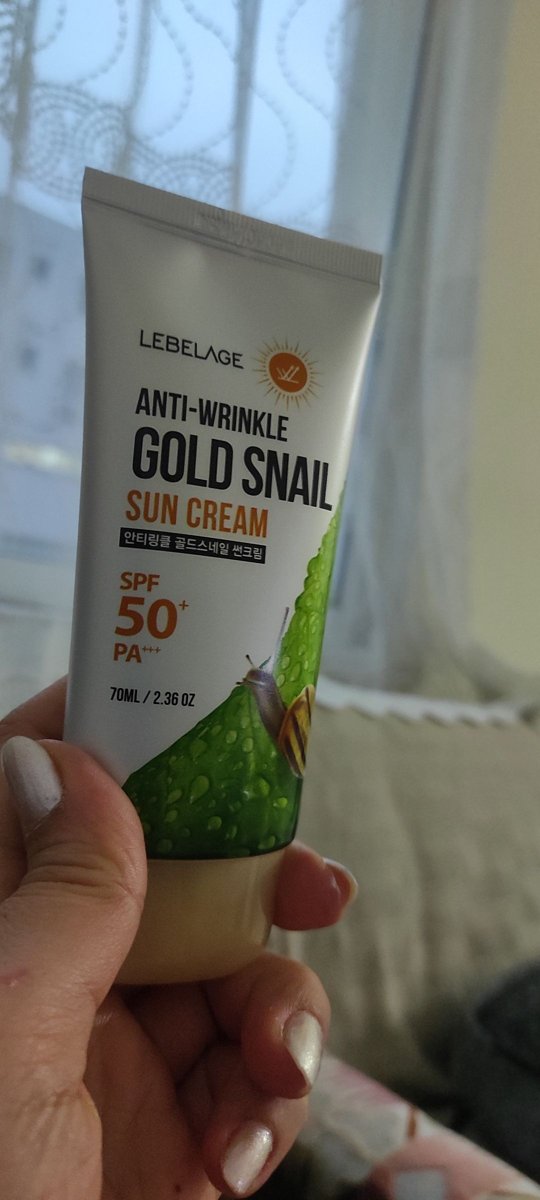 LEBELAGE
ANTI-WRINKLE
GOLD SNAIL
SUN CREAM
안티링클 골드스네일 썬크림
SPF
50+
PA+++
70ML / 2.36 OZ